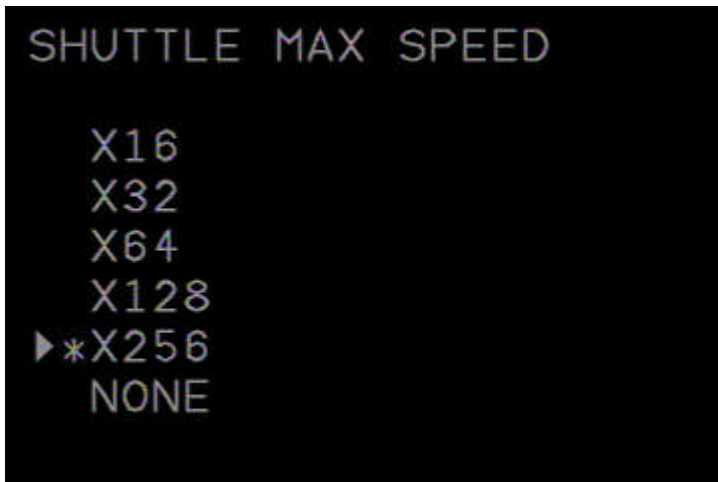 SHUTTLE MAX SPEED
X16
X32
X64
X128
▶*X256
NONE